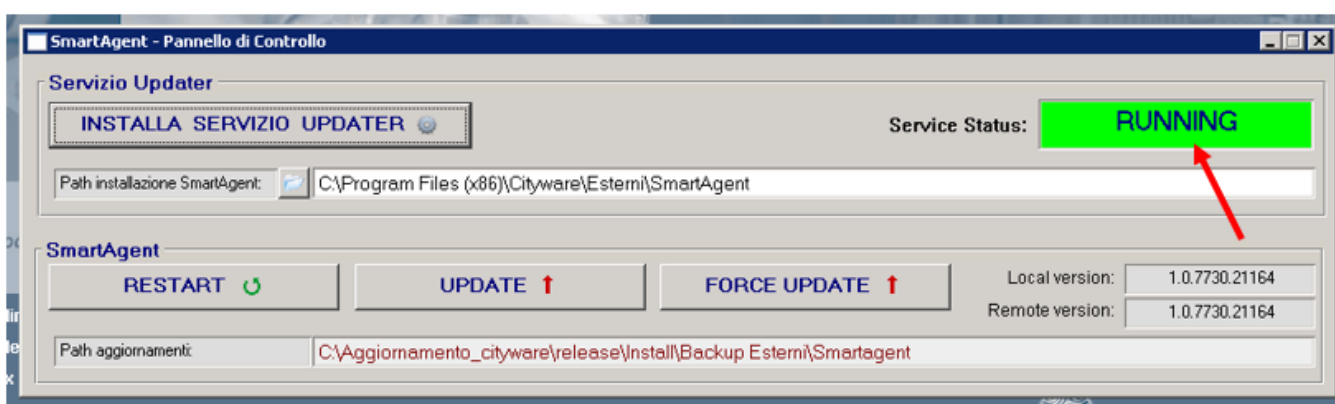 SmartAgent - Pannello di Controllo
Servizio Updater
INSTALLA SERVIZIO UPDATER
Service Status: RUNNING
Path installazione SmartAgent: C:\Program Files (x86)\Cityware\Esterni\SmartAgent
SmartAgent
RESTART UPDATE FORCE UPDATE
Local version: 1.0.7730.21164
Remote version: 1.0.7730.21164
Path aggiornamenti: C:\Aggiornamento_cityware\release\Install\Backup Esterni\Smartagent